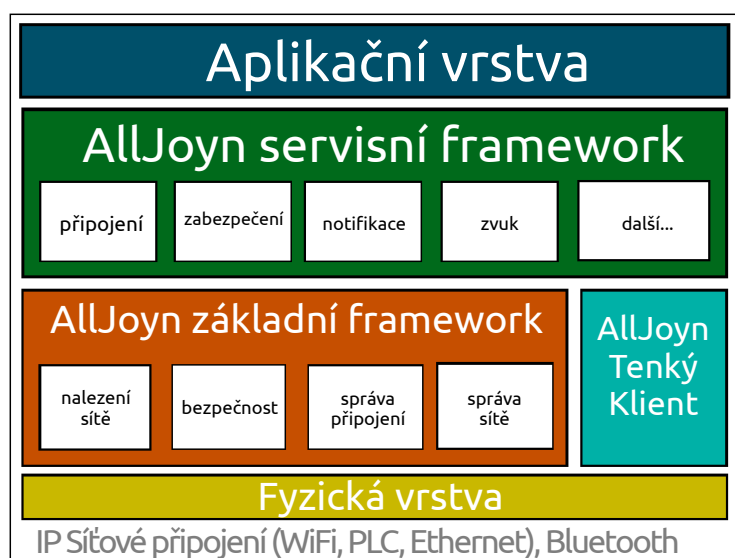 Aplikační vrstva
AllJoyn servisní framework
připojení
zabezpečení
notifikace
zvuk
další...
AllJoyn základní framework
nalezení
sítě
bezpečnost
správa
připojení
správa
sítě
AllJoyn
Tenký
Klient
Fyzická vrstva
IP Síťové připojení (WiFi, PLC, Ethernet), Bluetooth